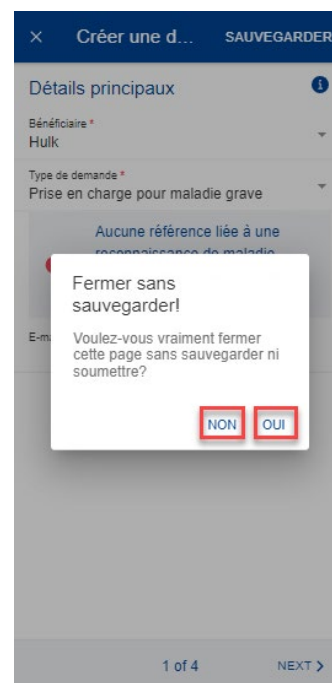 × Créer une d... SAUVEGARDER
Détails principaux
Bénéficiaire *
Hulk
Type de demande *
Prise en charge pour maladie grave
Aucune référence liée à une
reconnaissance de maladie
Fermer sans
sauvegarder!
E-m
Voulez-vous vraiment fermer
cette page sans sauvegarder ni
soumettre?
NON OUI
1 of 4 NEXT >